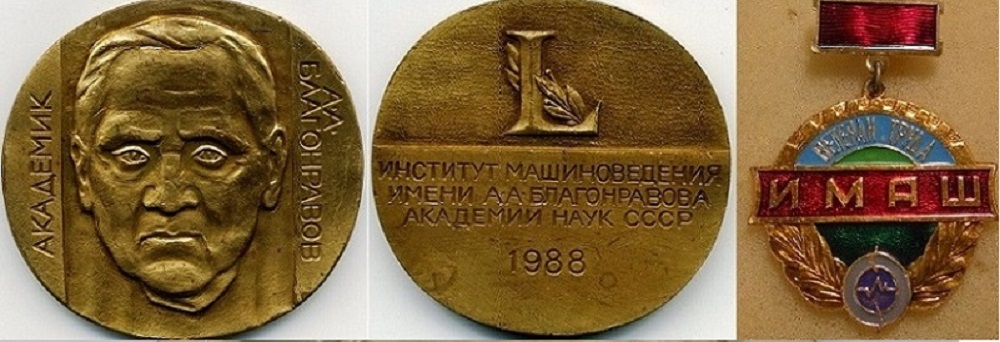 АКАДЕМИК
А.А.
БЛАГОНРАВОВ
L
ИНСТИТУТ МАШИНОВЕДЕНИЯ
ИМЕНИ А.А.БЛАГОНРАВОВА
АКАДЕМИИ НАУК СССР
1988
ВЕТЕРАН ТРУДА
ИМАШ